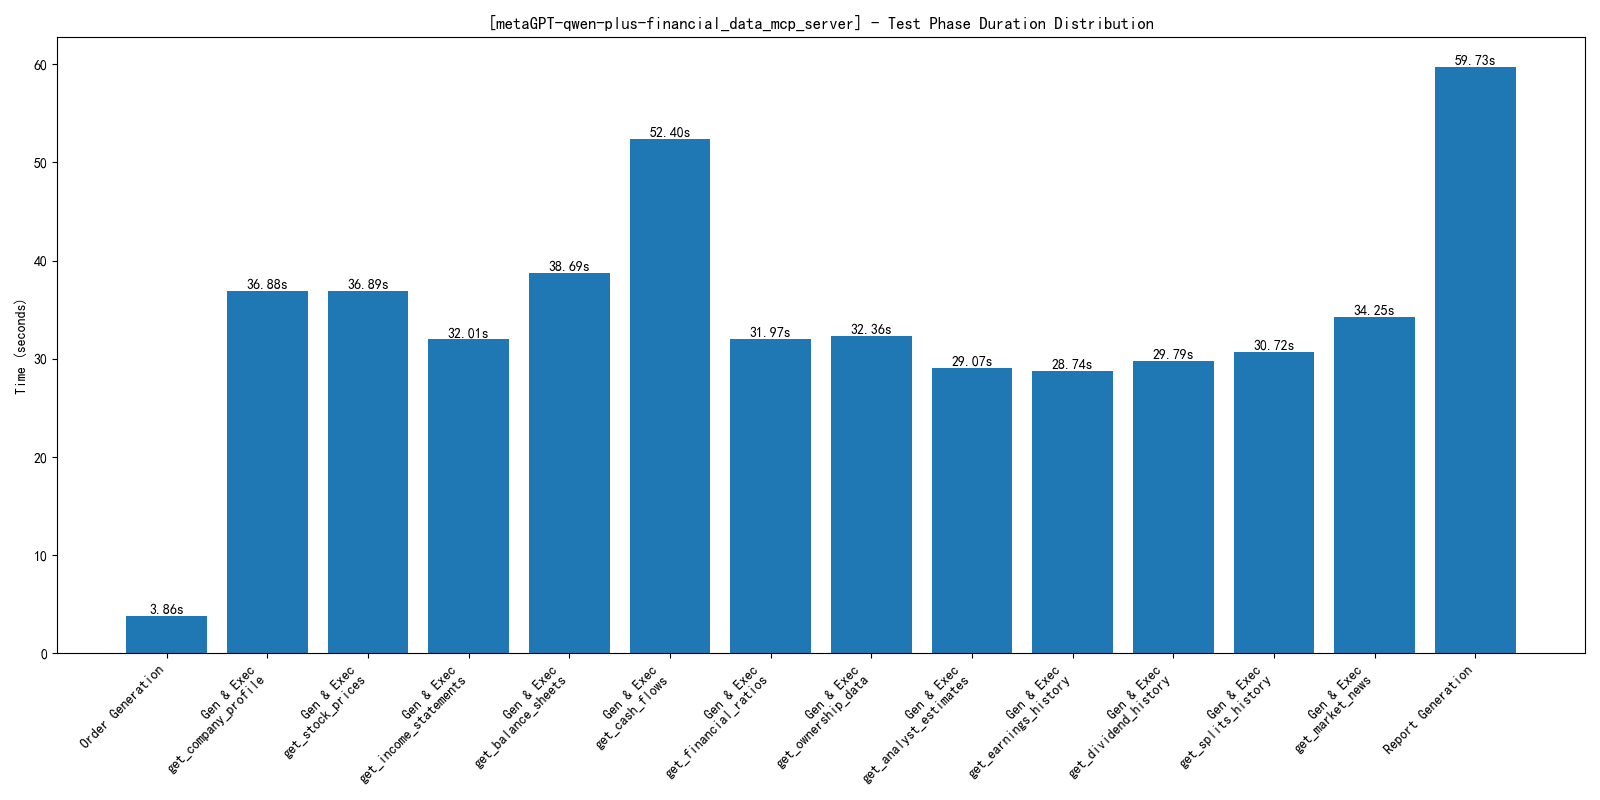 [metaGPT-qwen-plus-financial_data_mcp_server] - Test Phase Duration Distribution
Time (seconds)
60
50
40
30
20
10
0
3.86s
36.88s
36.89s
32.01s
38.69s
52.40s
31.97s
32.36s
29.07s
28.74s
29.79s
30.72s
34.25s
59.73s
Order Generation
Gen & Exec
get_company_profile
Gen & Exec
get_stock_prices
Gen & Exec
get_income_statements
Gen & Exec
get_balance_sheets
Gen & Exec
get_cash_flows
Gen & Exec
get_financial_ratios
Gen & Exec
get_ownership_data
Gen & Exec
get_analyst_estimates
Gen & Exec
get_earnings_history
Gen & Exec
get_dividend_history
Gen & Exec
get_splits_history
Gen & Exec
get_market_news
Report Generation